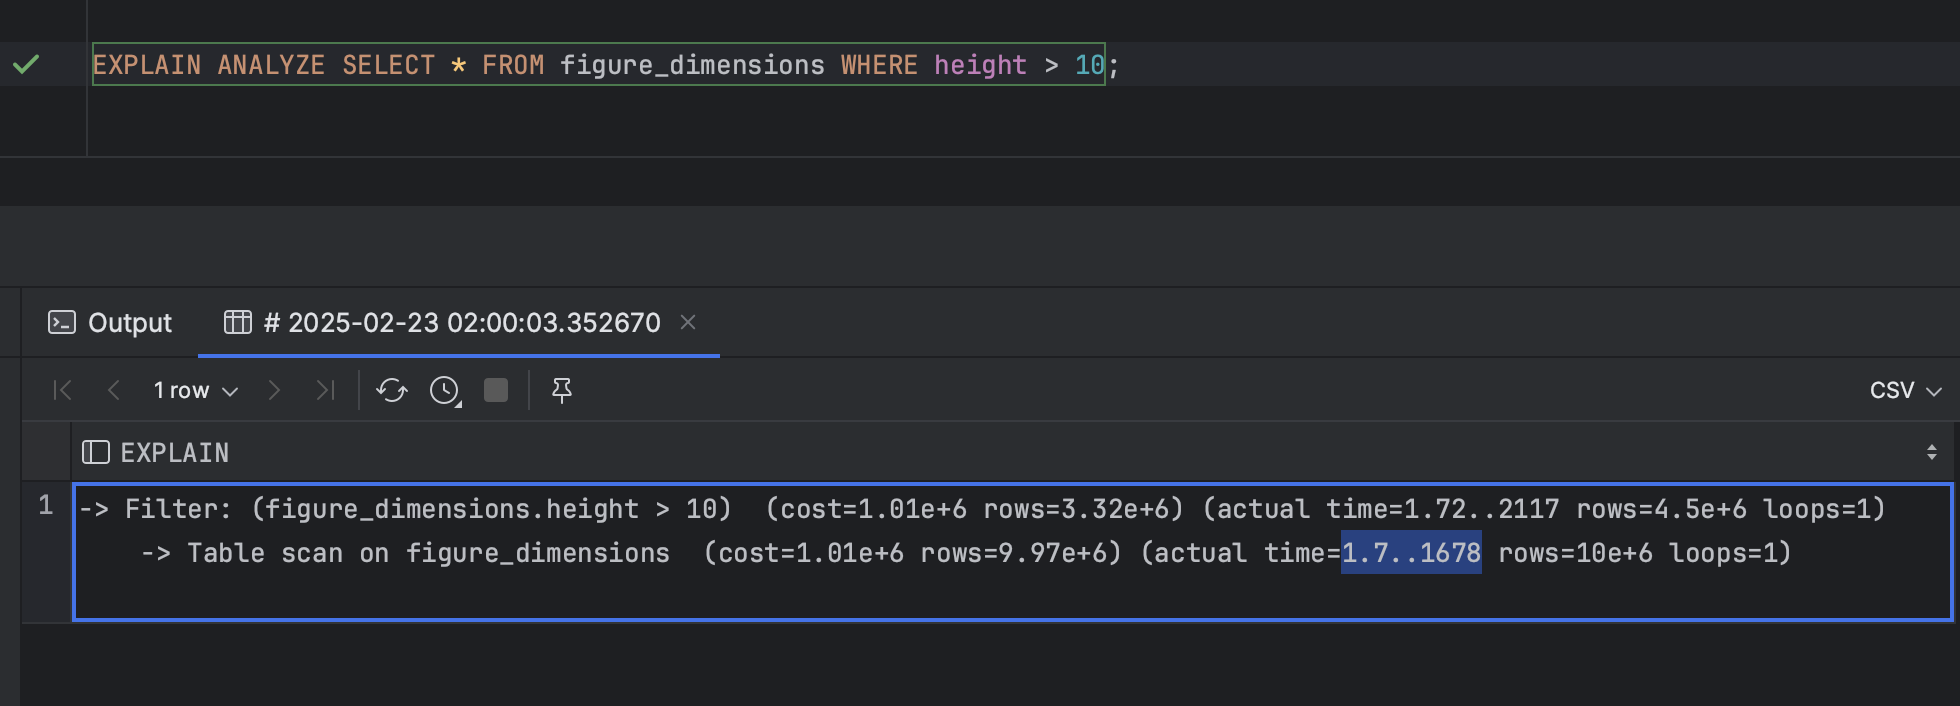 EXPLAIN ANALYZE SELECT * FROM figure_dimensions WHERE height > 10;
Output # 2025-02-23 02:00:03.352670
1 row CSV
EXPLAIN
1 -> Filter: (figure_dimensions.height > 10)  (cost=1.01e+6 rows=3.32e+6) (actual time=1.72..2117 rows=4.5e+6 loops=1)
-> Table scan on figure_dimensions  (cost=1.01e+6 rows=9.97e+6) (actual time=1.7..1678 rows=10e+6 loops=1)